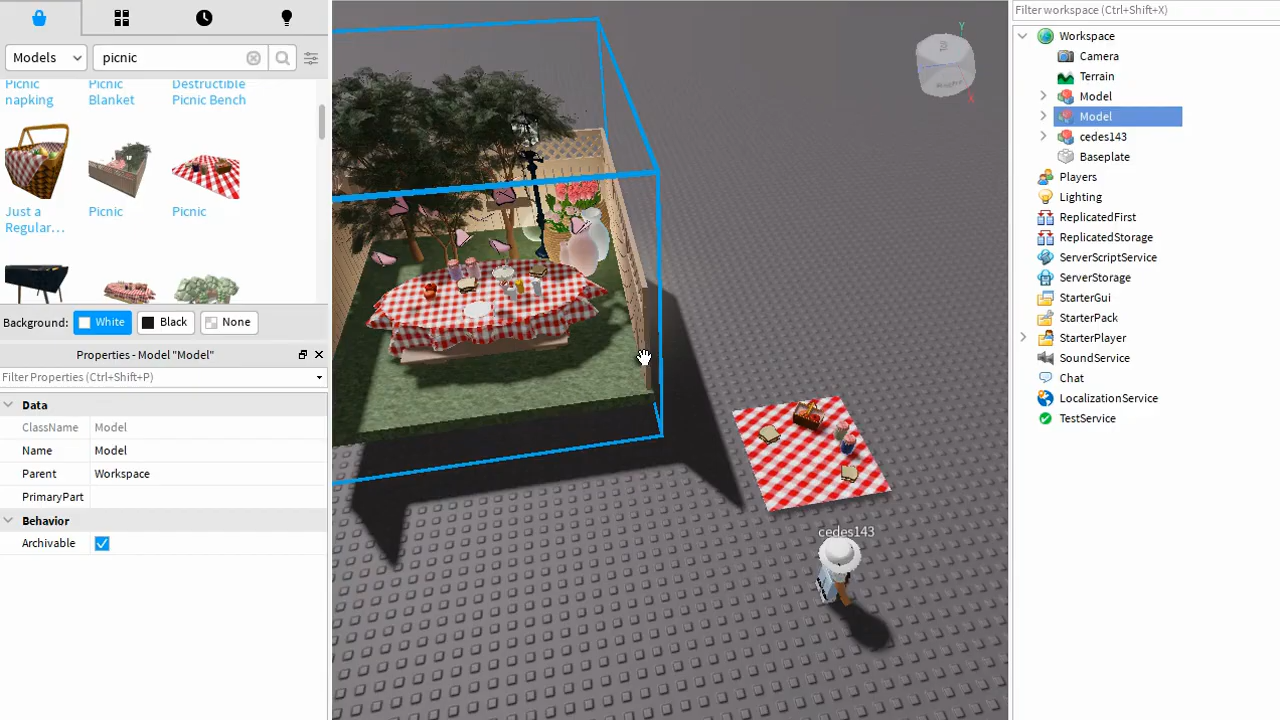 Models
picnic
Picnic
napking
Picnic
Blanket
Destructible
Picnic Bench
Just a
Regular...
Picnic
Picnic
Background:
White
Black
None
Properties - Model "Model"
Filter Properties (Ctrl+Shift+P)
Data
ClassName Model
Name Model
Parent Workspace
PrimaryPart
Behavior
Archivable
Y
X
cedes143
Filter workspace (Ctrl+Shift+X)
Workspace
Camera
Terrain
Model
Model
cedes143
Baseplate
Players
Lighting
ReplicatedFirst
ReplicatedStorage
ServerScriptService
ServerStorage
StarterGui
StarterPack
StarterPlayer
SoundService
Chat
LocalizationService
TestService